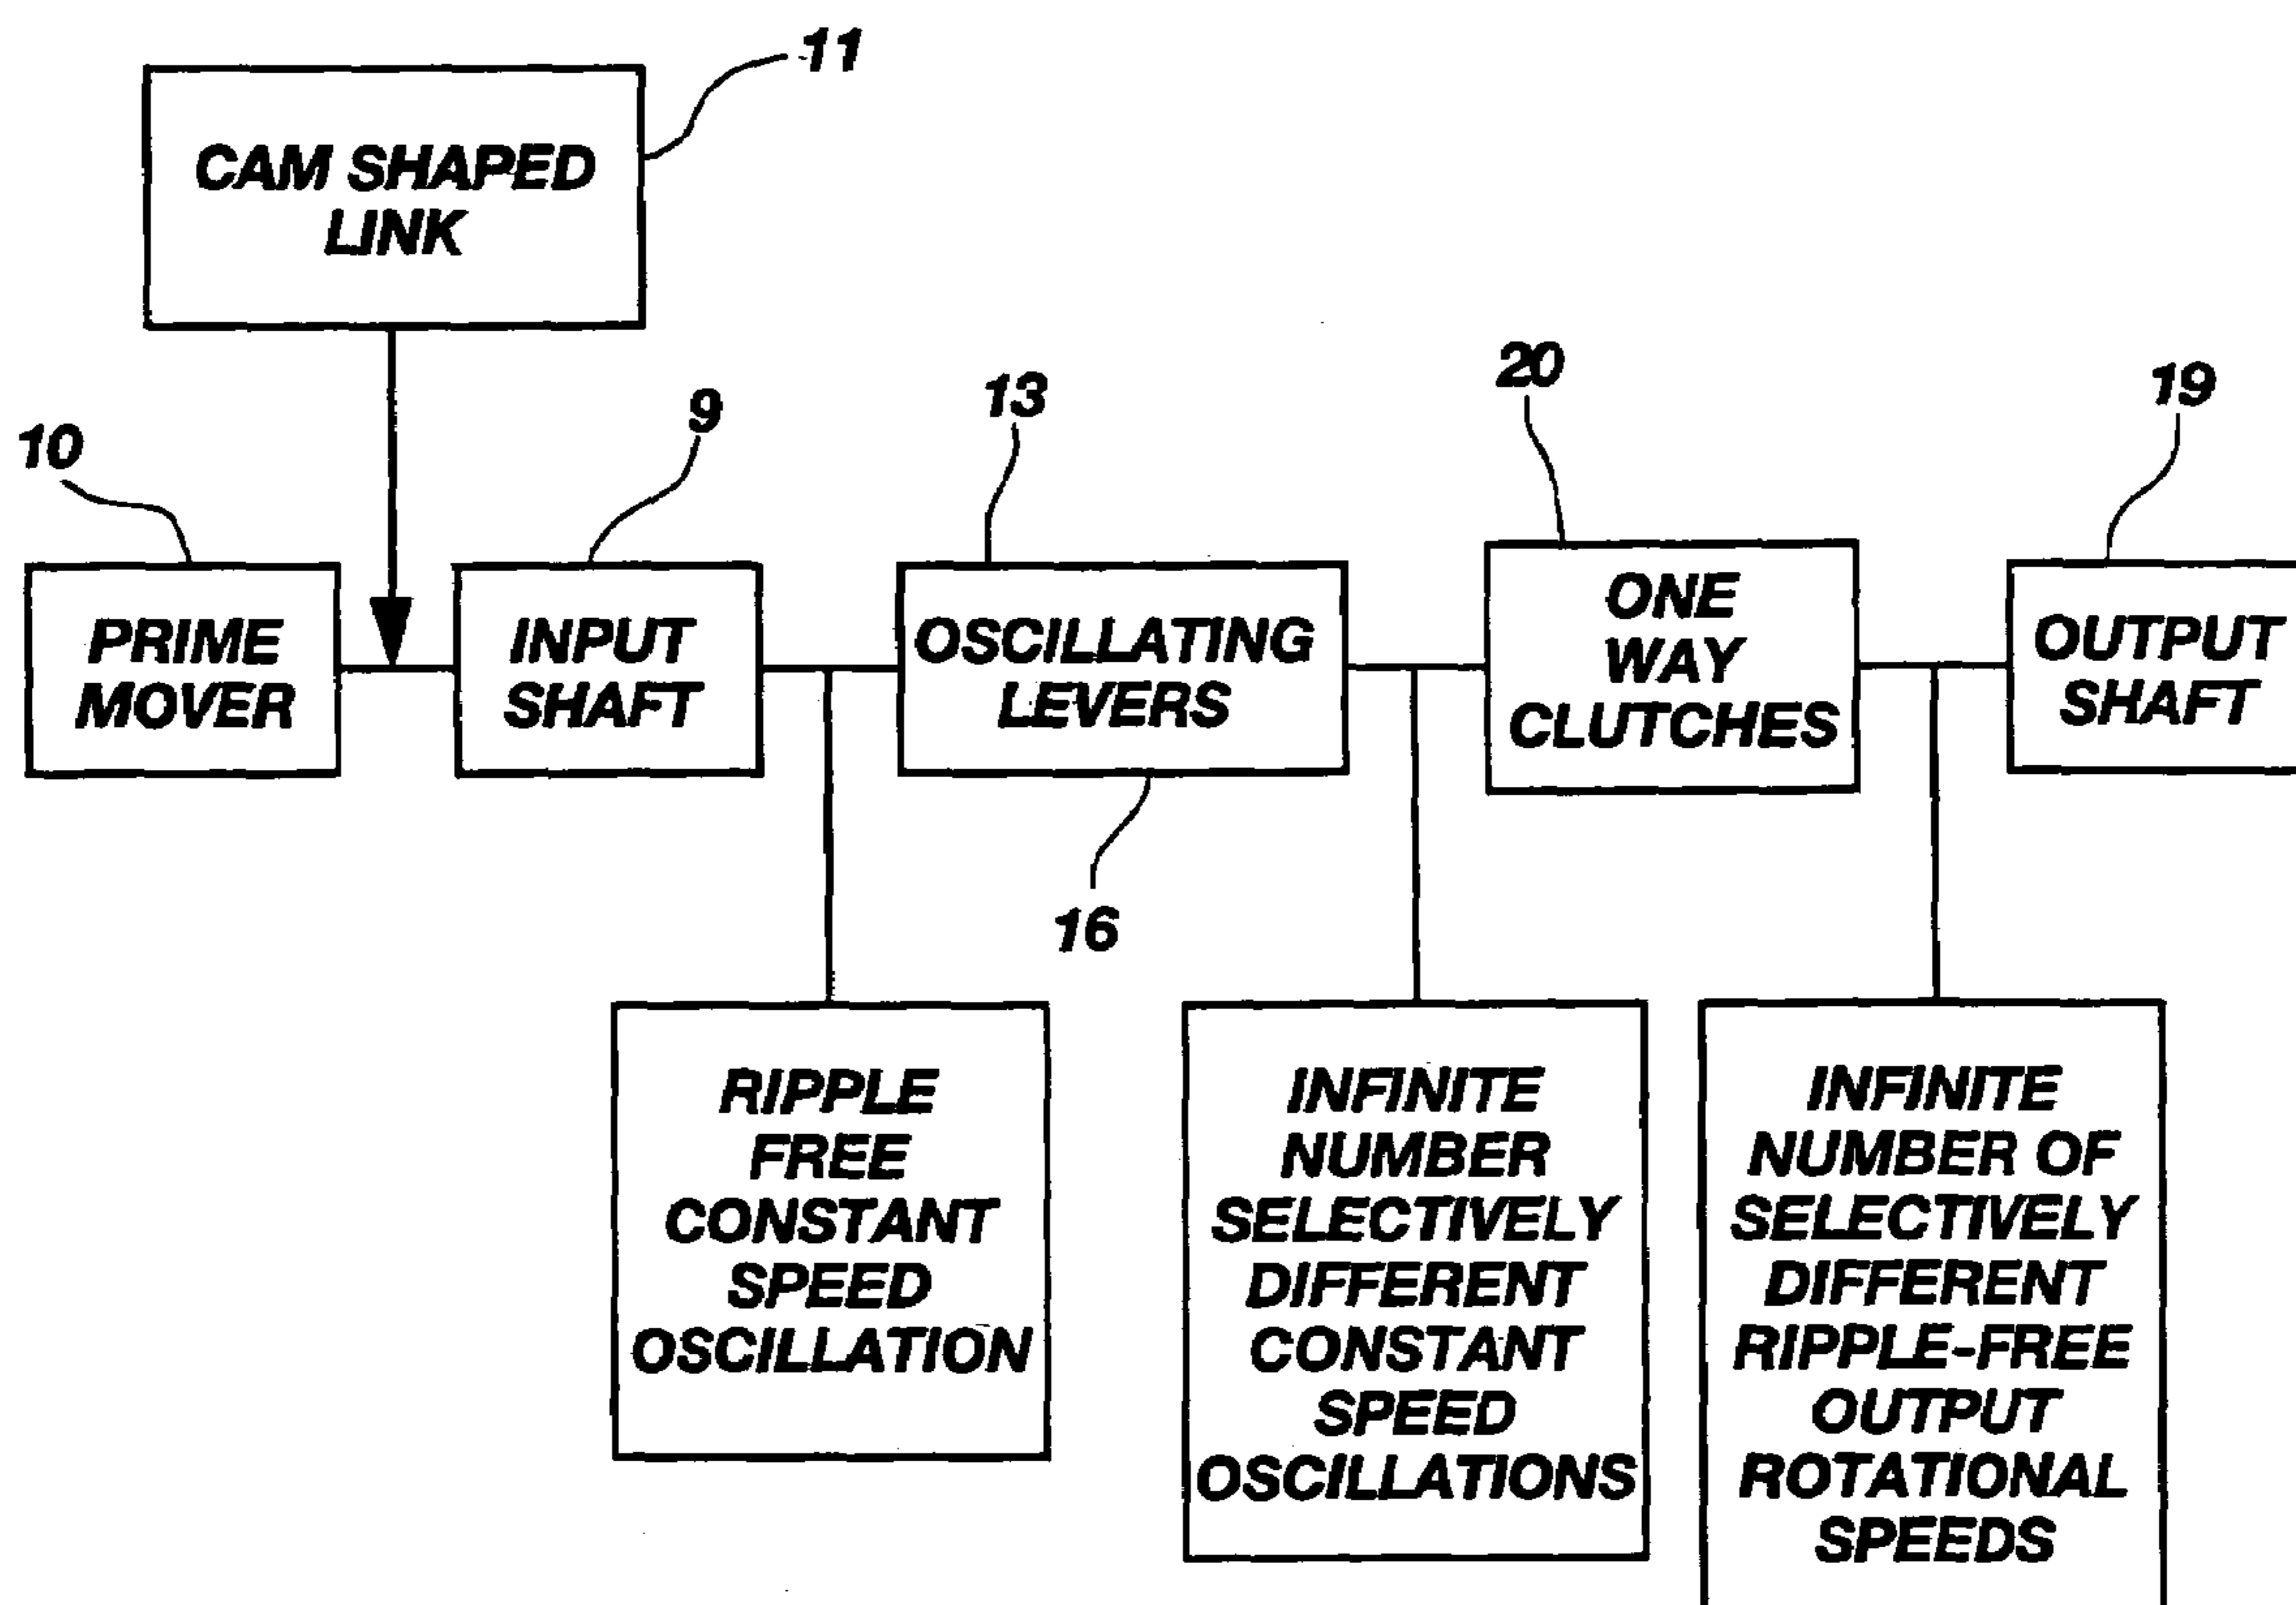 11
CAM SHAPED
LINK
10
9
13
20
19
PRIME
MOVER
INPUT
SHAFT
OSCILLATING
LEVERS
ONE
WAY
CLUTCHES
OUTPUT
SHAFT
16
RIPPLE
FREE
CONSTANT
SPEED
OSCILLATION
INFINITE
NUMBER
SELECTIVELY
DIFFERENT
CONSTANT
SPEED
OSCILLATIONS
INFINITE
NUMBER OF
SELECTIVELY
DIFFERENT
RIPPLE-FREE
OUTPUT
ROTATIONAL
SPEEDS